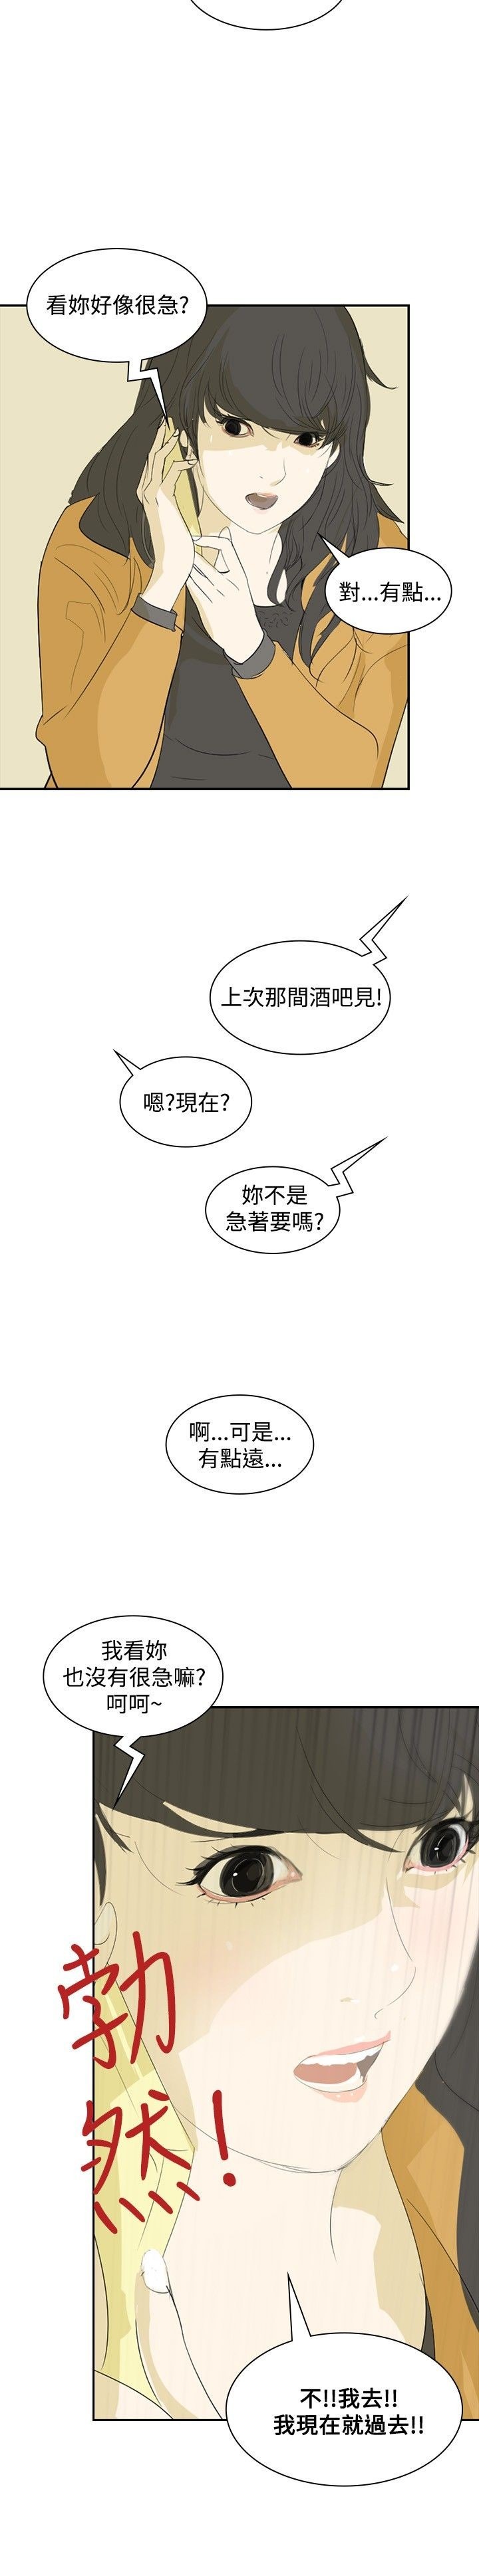 看妳好像很急?
對...有點...
上次那間酒吧見!
嗯?現在?
妳不是
急著要嗎?
啊...可是...
有點遠...
我看妳
也沒有很急嘛?
呵呵~
勃
然!
不!!我去!!
我現在就過去!!